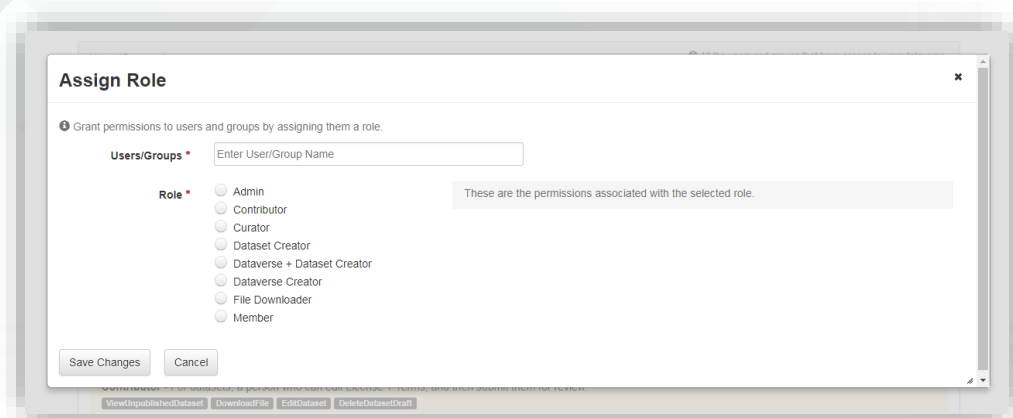 Assign Role
Grant permissions to users and groups by assigning them a role.
Users/Groups *
Enter User/Group Name
Role *
Admin
These are the permissions associated with the selected role.
Contributor
Curator
Dataset Creator
Dataverse + Dataset Creator
Dataverse Creator
File Downloader
Member
Save Changes Cancel
Contributor - For datasets, a person who can edit License + Terms, and then submit them for review.
ViewUnpublishedDataset DownloadFile EditDataset DeleteDatasetDraft